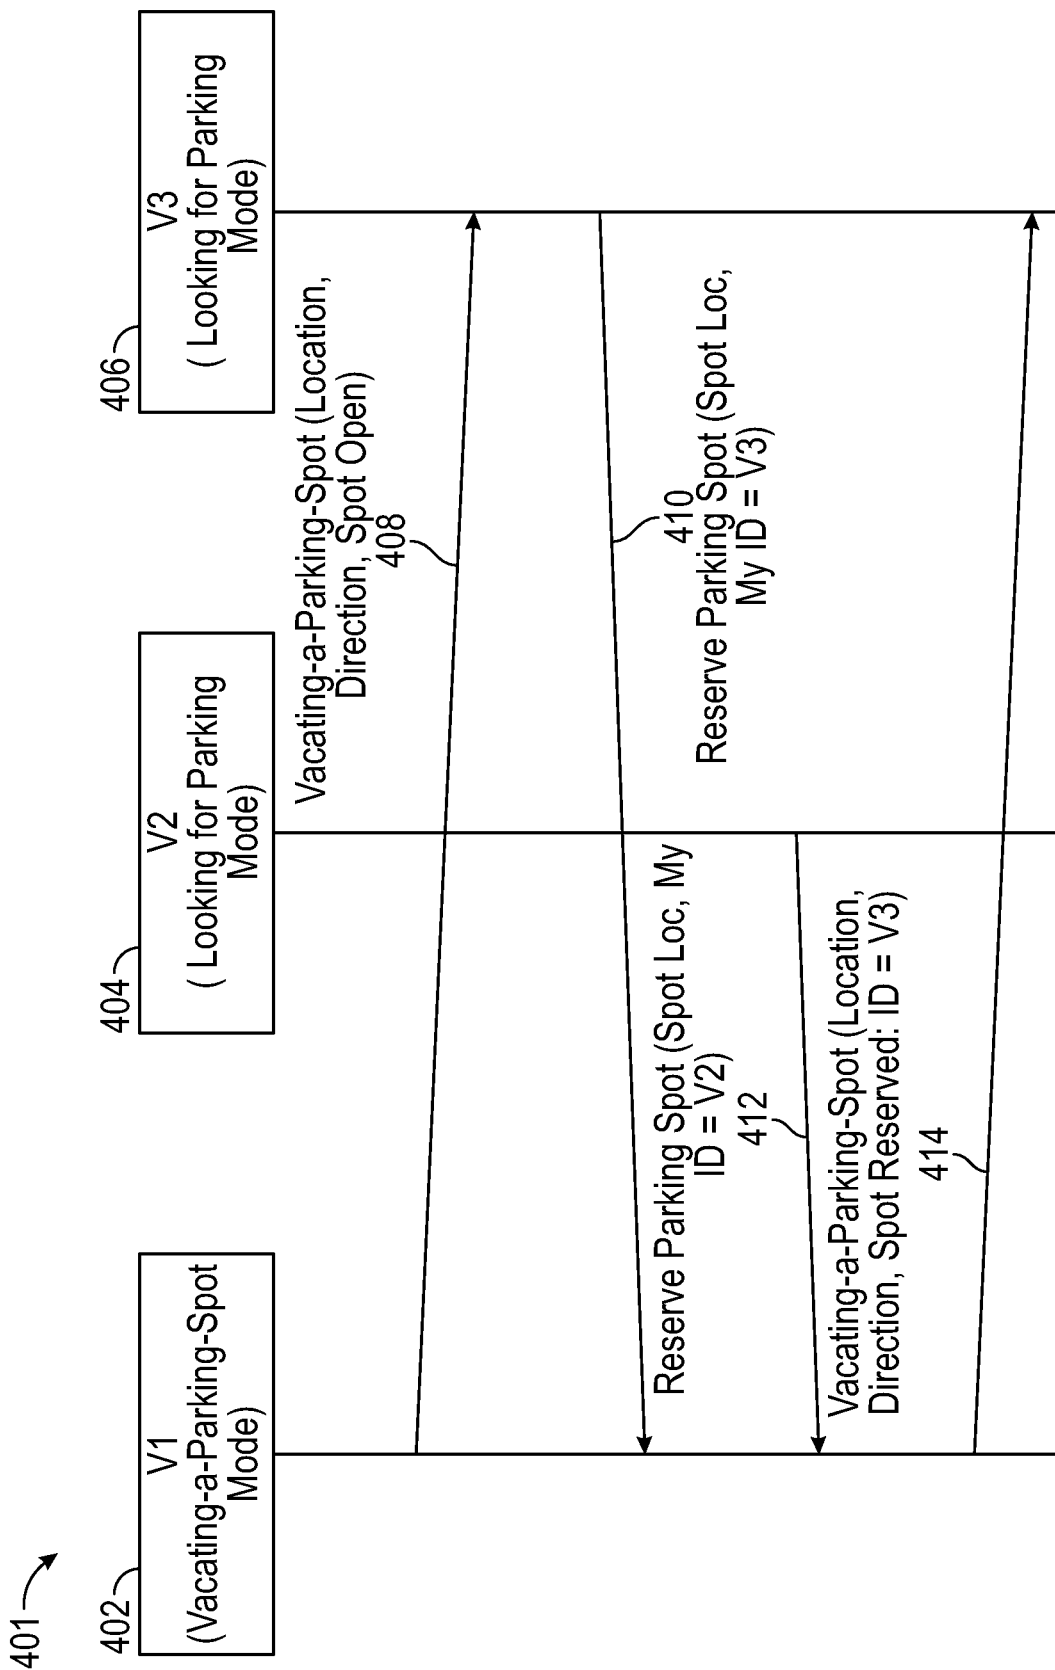 401
402
V1
(Vacating-a-Parking-Spot
Mode)
404
V2
( Looking for Parking
Mode)
406
V3
( Looking for Parking
Mode)
Vacating-a-Parking-Spot (Location,
Direction, Spot Open)
408
410
Reserve Parking Spot (Spot Loc,
My ID = V3)
Reserve Parking Spot (Spot Loc, My
ID = V2)
412
Vacating-a-Parking-Spot (Location,
Direction, Spot Reserved: ID = V3)
414